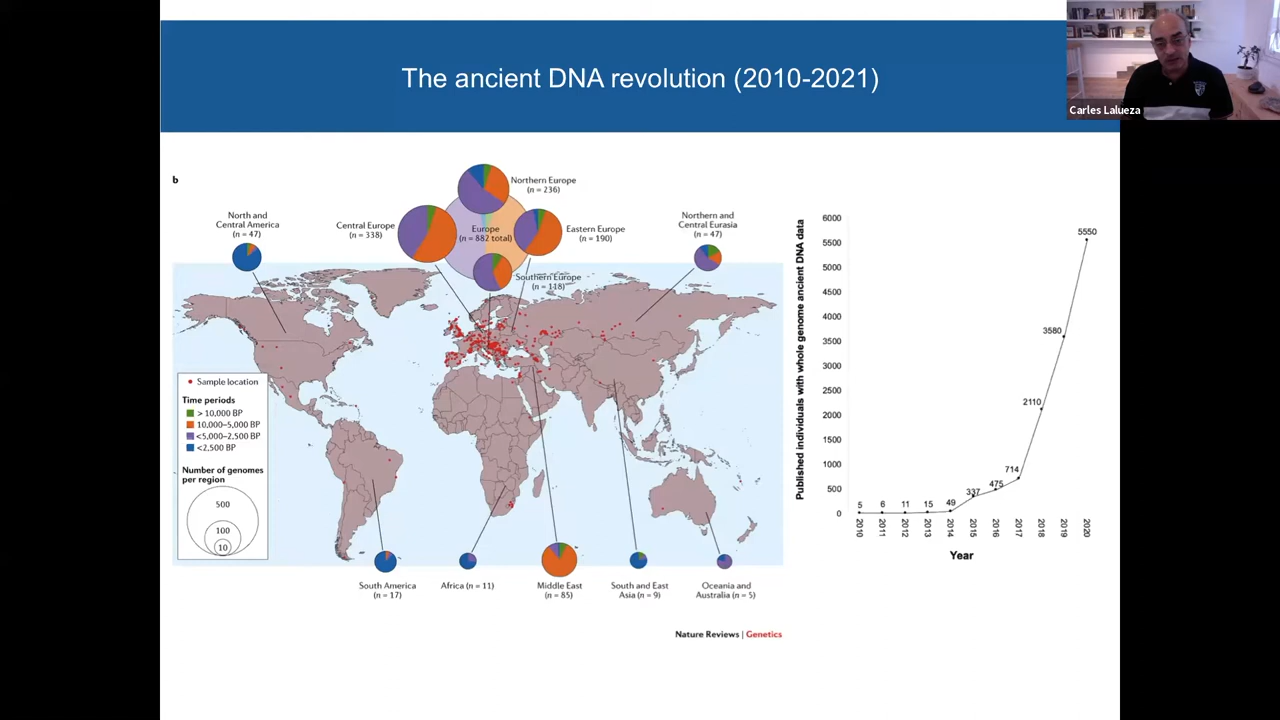 The ancient DNA revolution (2010-2021)
Carles Lalueza
b
Northern Europe
(n = 236)
North and
Central America
(n = 47)
Central Europe
(n = 338)
Europe
(n = 882 total)
Eastern Europe
(n = 190)
Northern and
Central Eurasia
(n = 47)
Southern Europe
(n = 118)
Sample location
Time periods
> 10,000 BP
10,000–5,000 BP
<5,000–2,500 BP
<2,500 BP
Number of genomes
per region
500
100
10
South America
(n = 17)
Africa (n = 11)
Middle East
(n = 85)
South and East
Asia (n = 9)
Oceania and
Australia (n = 5)
Nature Reviews | Genetics
Published individuals with whole genome ancient DNA data
6000
5500
5000
4500
4000
3500
3000
2500
2000
1500
1000
500
0
5
6
11
15
49
337
475
714
2110
3580
5550
2010
2011
2012
2013
2014
2015
2016
2017
2018
2019
2020
Year